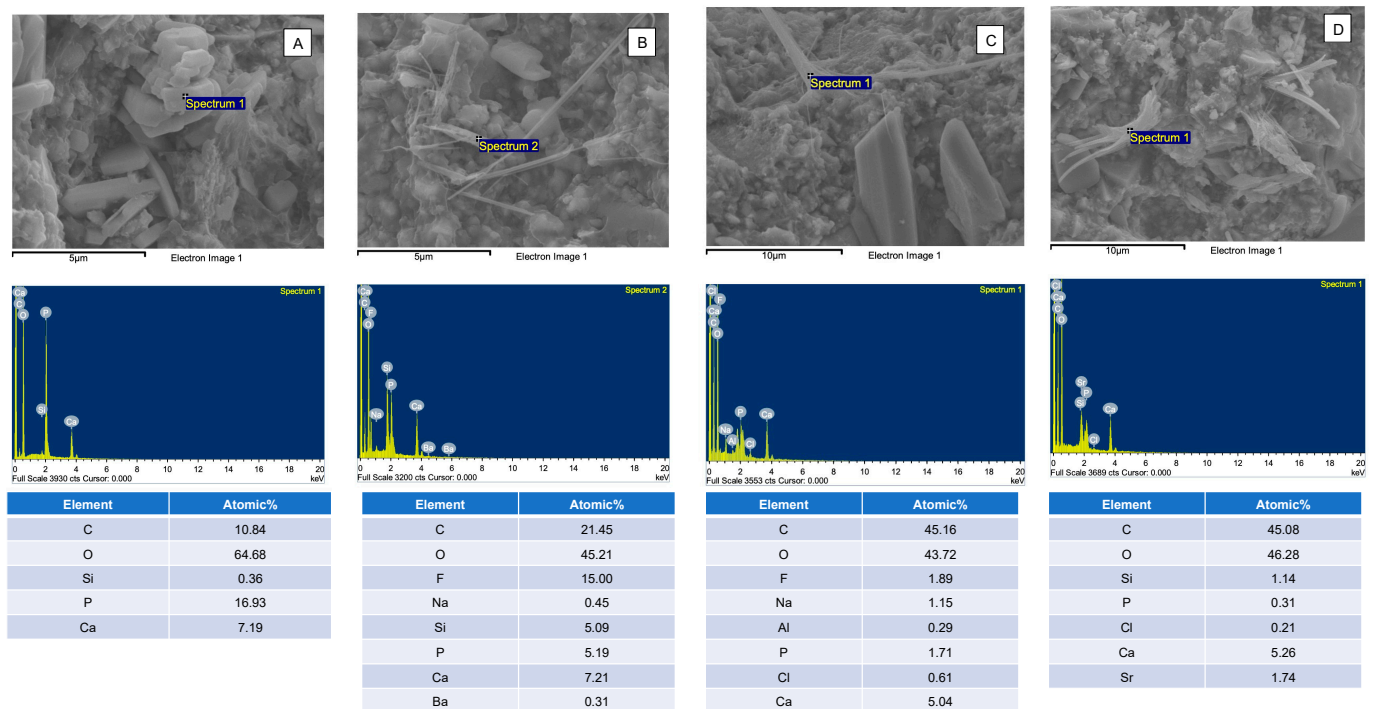 A
Spectrum 1
5µm
Electron Image 1
B
Spectrum 2
5µm
Electron Image 1
C
Spectrum 1
10µm
Electron Image 1
D
Spectrum 1
10µm
Electron Image 1
Spectrum 1
Ca
C
O
P
Si
Ca
0 2 4 6 8 10 12 14 16 18 20
Full Scale 3930 cts Cursor: 0.000 keV
Spectrum 2
Ca
C
F
O
Si
P
Na
Ca
Ba
Ba
0 2 4 6 8 10 12 14 16 18 20
Full Scale 3200 cts Cursor: 0.000 keV
Spectrum 1
Cl
F
Ca
C
O
P
Ca
Na
Al
Cl
0 2 4 6 8 10 12 14 16 18 20
Full Scale 3553 cts Cursor: 0.000 keV
Spectrum 1
Cl
Ca
C
O
Sr
P
Si
Ca
Cl
0 2 4 6 8 10 12 14 16 18 20
Full Scale 3689 cts Cursor: 0.000 keV
Element Atomic%
C 10.84
O 64.68
Si 0.36
P 16.93
Ca 7.19
Element Atomic%
C 21.45
O 45.21
F 15.00
Na 0.45
Si 5.09
P 5.19
Ca 7.21
Ba 0.31
Element Atomic%
C 45.16
O 43.72
F 1.89
Na 1.15
Al 0.29
P 1.71
Cl 0.61
Ca 5.04
Element Atomic%
C 45.08
O 46.28
Si 1.14
P 0.31
Cl 0.21
Ca 5.26
Sr 1.74